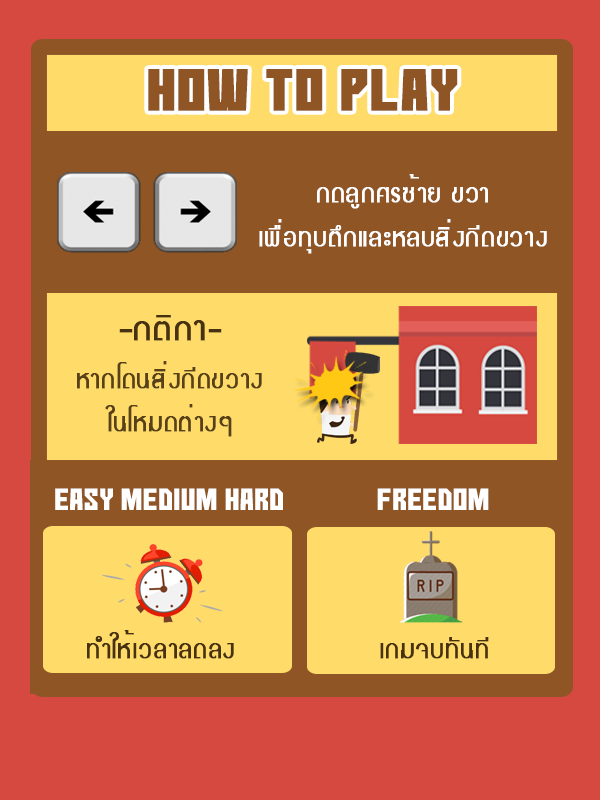 HOW TO PLAY
กดลูกศรซ้าย ขวา
เพื่อทุบตึกและหลบสิ่งกีดขวาง
-กติกา-
หากโดนสิ่งกีดขวาง
ในโหมดต่างๆ
EASY MEDIUM HARD
FREEDOM
RIP
ทำให้เวลาลดลง
เกมจบทันที